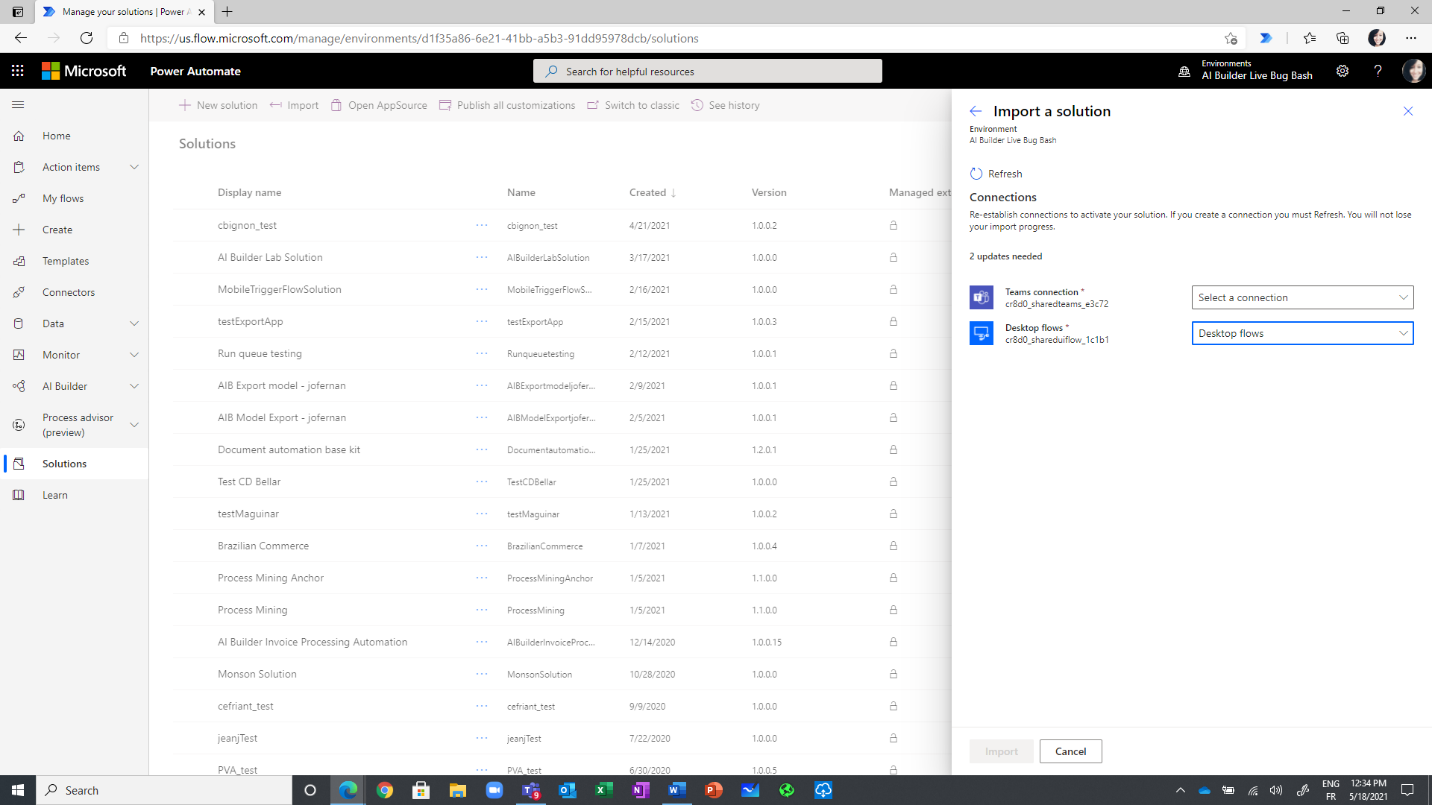 Manage your solutions | Power A
https://us.flow.microsoft.com/manage/environments/d1f35a86-6e21-41bb-a5b3-91dd95978dcb/solutions
Microsoft
Power Automate
Search for helpful resources
Environments
AI Builder Live Bug Bash
Home
Action items
My flows
Create
Templates
Connectors
Data
Monitor
AI Builder
Process advisor
(preview)
Solutions
Learn
New solution
Import
Open AppSource
Publish all customizations
Switch to classic
See history
Solutions
Display name Name Created ↓ Version Managed ext
cbignon_test ··· cbignon_test 4/21/2021 1.0.0.2
AI Builder Lab Solution ··· AIBuilderLabSolution 3/17/2021 1.0.0.0
MobileTriggerFlowSolution ··· MobileTriggerFlowS... 2/16/2021 1.0.0.0
testExportApp ··· testExportApp 2/15/2021 1.0.0.3
Run queue testing ··· Runqueuetesting 2/12/2021 1.0.0.1
AIB Export model - jofernan ··· AIBExportmodeljofer... 2/9/2021 1.0.0.1
AIB Model Export - jofernan ··· AIBModelExportjofer... 2/5/2021 1.0.0.1
Document automation base kit ··· Documentautomatio... 1/25/2021 1.2.0.1
Test CD Bellar ··· TestCDBellar 1/25/2021 1.0.0.0
testMaguinar ··· testMaguinar 1/13/2021 1.0.0.2
Brazilian Commerce ··· BrazilianCommerce 1/7/2021 1.0.0.4
Process Mining Anchor ··· ProcessMiningAnchor 1/5/2021 1.1.0.0
Process Mining ··· ProcessMining 1/5/2021 1.1.0.0
AI Builder Invoice Processing Automation ··· AIBuilderInvoiceProc... 12/14/2020 1.0.0.15
Monson Solution ··· MonsonSolution 10/28/2020 1.0.0.0
cefriant_test ··· cefriant_test 9/9/2020 1.0.0.0
jeanjTest ··· jeanjTest 7/22/2020 1.0.0.0
PVA_test ··· PVA_test 6/30/2020 1.0.0.5
Import a solution
Environment
AI Builder Live Bug Bash
Refresh
Connections
Re-establish connections to activate your solution. If you create a connection you must Refresh. You will not lose
your import progress.
2 updates needed
Teams connection *
cr8d0_sharedteams_e3c72
Select a connection
Desktop flows *
cr8d0_shareduiflow_1c1b1
Desktop flows
Import
Cancel
Search
9
ENG
FR
12:34 PM
5/18/2021